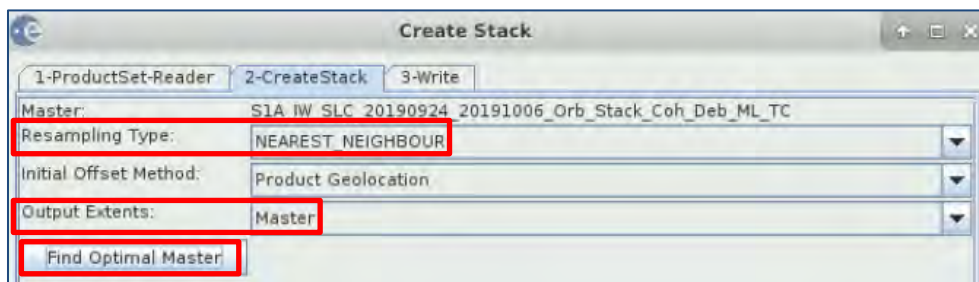 Create Stack
1-ProductSet-Reader 2-CreateStack 3-Write
Master: S1A_IW_SLC_20190924_20191006_Orb_Stack_Coh_Deb_ML_TC
Resampling Type: NEAREST_NEIGHBOUR
Initial Offset Method: Product Geolocation
Output Extents: Master
Find Optimal Master